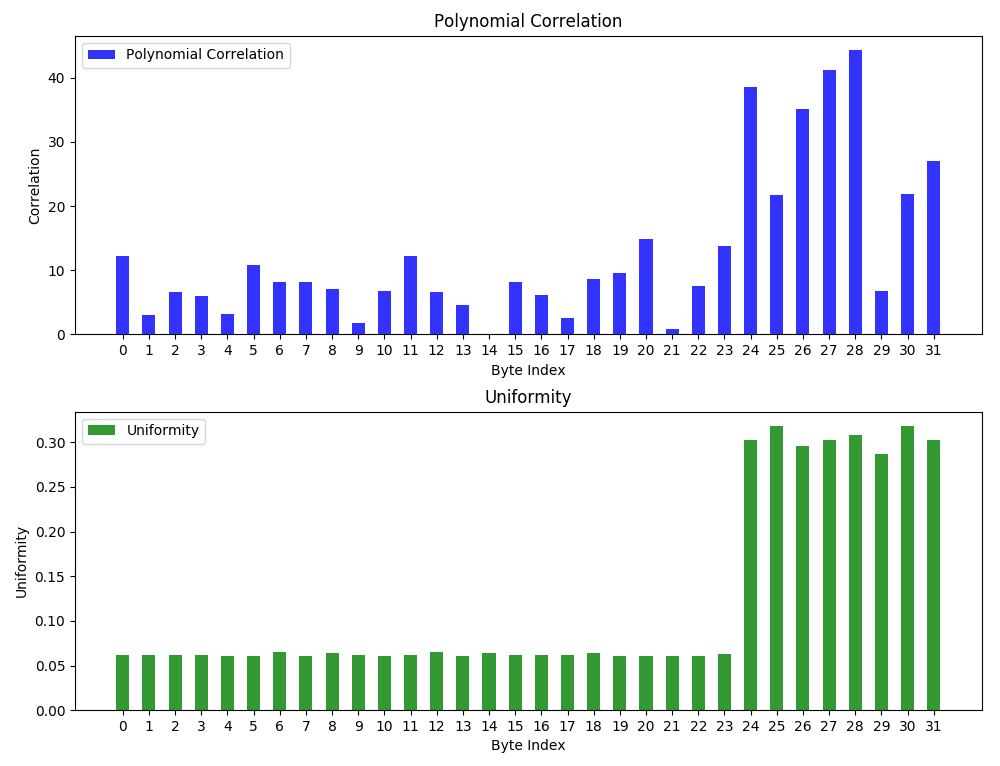 Polynomial Correlation
Polynomial Correlation
Correlation
40
30
20
10
0
0 1 2 3 4 5 6 7 8 9 10 11 12 13 14 15 16 17 18 19 20 21 22 23 24 25 26 27 28 29 30 31
Byte Index
Uniformity
Uniformity
Uniformity
0.30
0.25
0.20
0.15
0.10
0.05
0.00
0 1 2 3 4 5 6 7 8 9 10 11 12 13 14 15 16 17 18 19 20 21 22 23 24 25 26 27 28 29 30 31
Byte Index